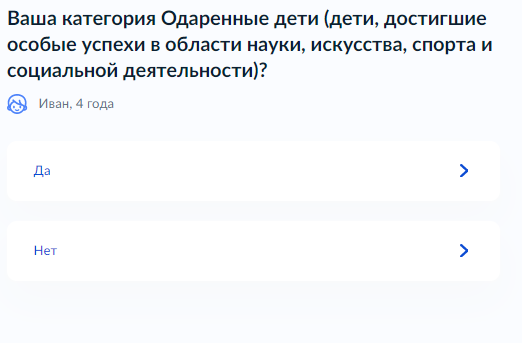 Ваша категория Одаренные дети (дети, достигшие
особые успехи в области науки, искусства, спорта и
социальной деятельности)?
Иван, 4 года
Да
Нет